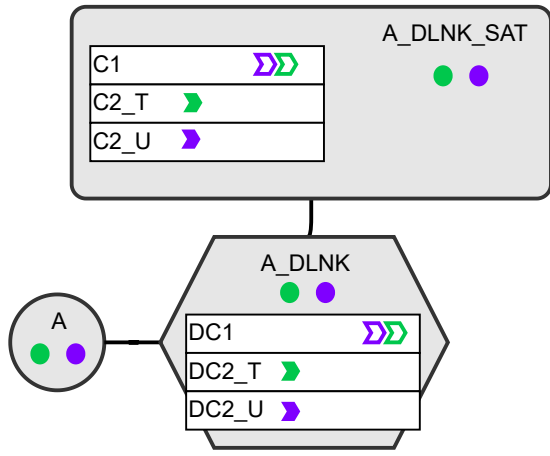 A_DLNK_SAT
C1
C2_T
C2_U
A_DLNK
A
DC1
DC2_T
DC2_U